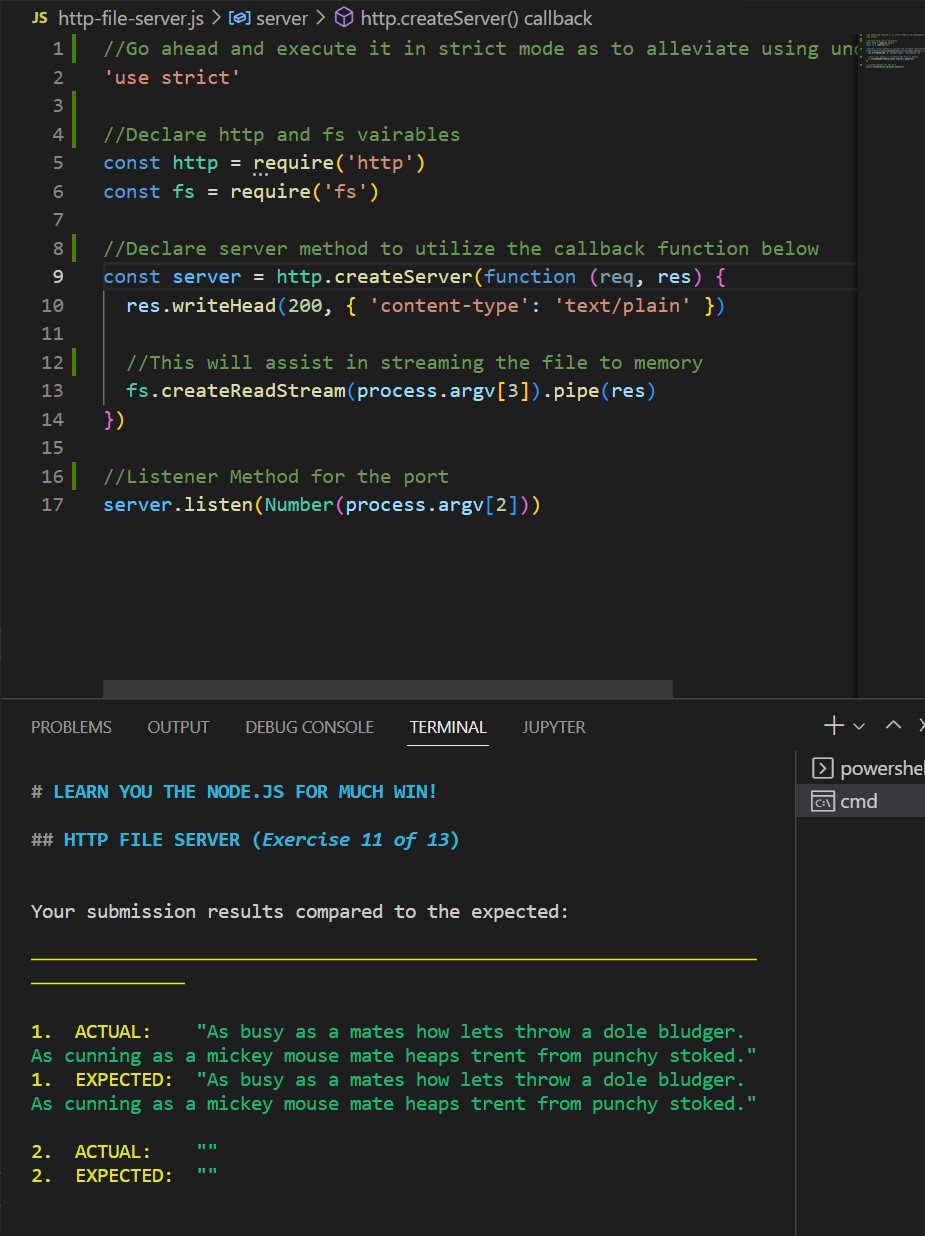 JS http-file-server.js > server > http.createServer() callback
1 //Go ahead and execute it in strict mode as to alleviate using
2 'use strict'
3
4 //Declare http and fs vairables
5 const http = require('http')
6 const fs = require('fs')
7
8 //Declare server method to utilize the callback function below
9 const server = http.createServer(function (req, res) {
10 res.writeHead(200, { 'content-type': 'text/plain' })
11
12 //This will assist in streaming the file to memory
13 fs.createReadStream(process.argv[3]).pipe(res)
14 })
15
16 //Listener Method for the port
17 server.listen(Number(process.argv[2]))
PROBLEMS OUTPUT DEBUG CONSOLE TERMINAL JUPYTER
powershel
cmd
# LEARN YOU THE NODE.JS FOR MUCH WIN!
## HTTP FILE SERVER (Exercise 11 of 13)
Your submission results compared to the expected:
1. ACTUAL: "As busy as a mates how lets throw a dole bludger.
As cunning as a mickey mouse mate heaps trent from punchy stoked."
1. EXPECTED: "As busy as a mates how lets throw a dole bludger.
As cunning as a mickey mouse mate heaps trent from punchy stoked."
2. ACTUAL: ""
2. EXPECTED: ""